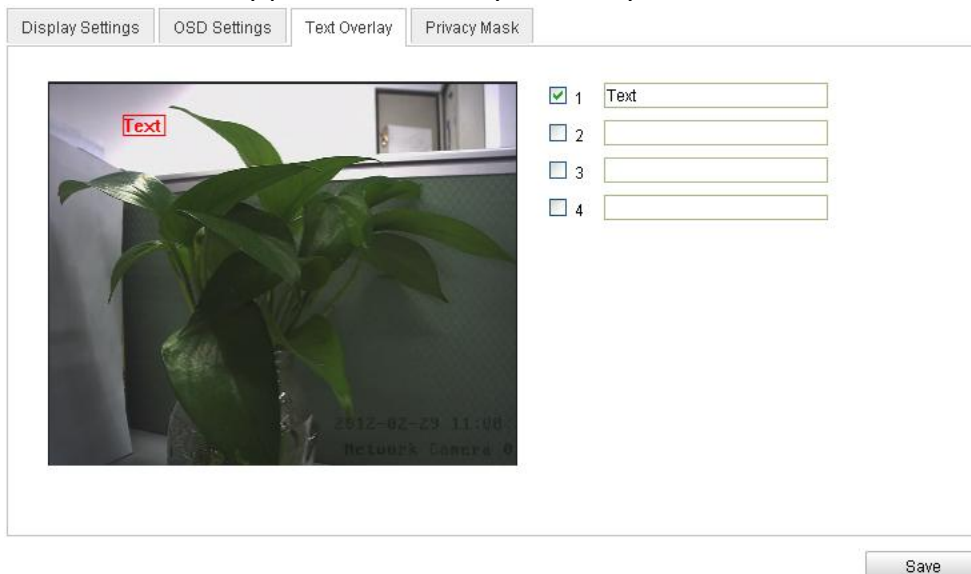 Display Settings OSD Settings Text Overlay Privacy Mask
1 Text
Text
2
3
4
2012-02-29 11:08:
Network Camera 0
Save